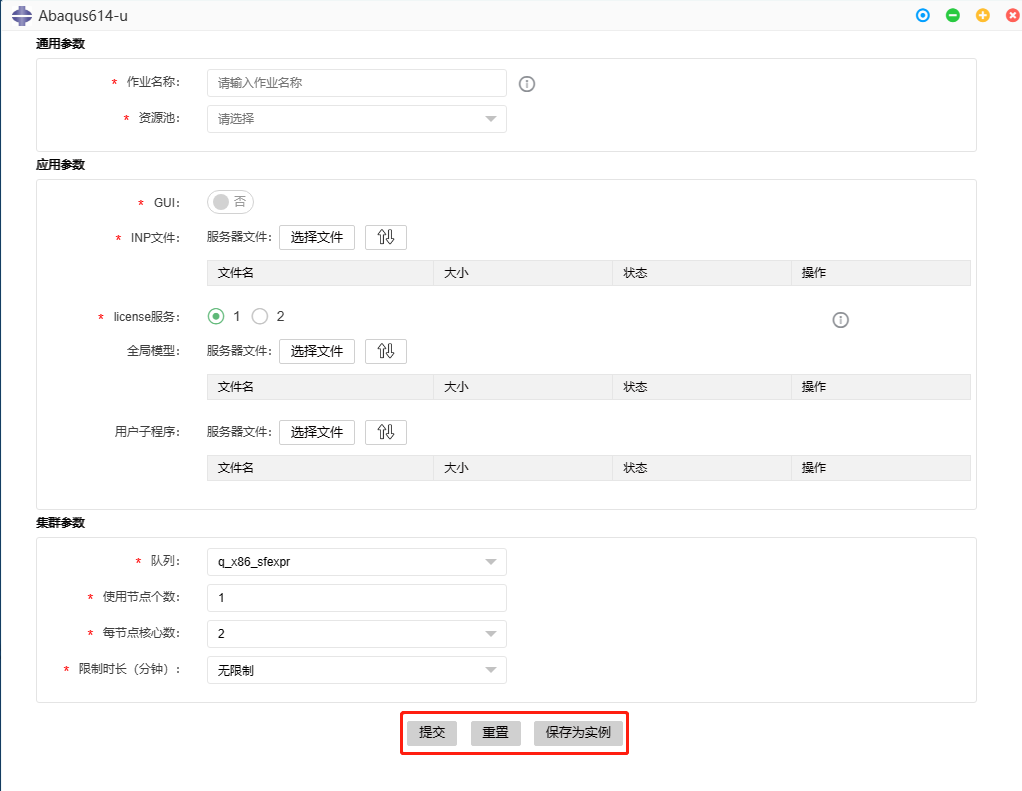 Abaqus614-u
通用参数
* 作业名称: 请输入作业名称
* 资源池: 请选择
应用参数
* GUI: 否
* INP文件: 服务器文件: 选择文件
文件名 大小 状态 操作
* license服务: 1 2
全局模型: 服务器文件: 选择文件
文件名 大小 状态 操作
用户子程序: 服务器文件: 选择文件
文件名 大小 状态 操作
集群参数
* 队列: q_x86_sfexpr
* 使用节点个数: 1
* 每节点核心数: 2
* 限制时长（分钟）: 无限制
提交 重置 保存为实例